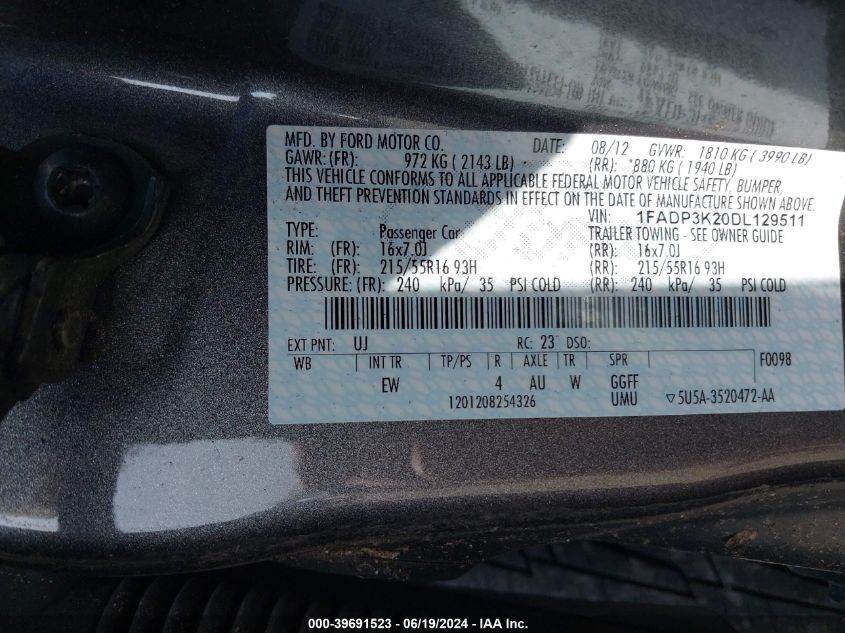 MFD. BY FORD MOTOR CO. DATE: 08/12 GVWR: 1810 KG ( 3990 LB)
GAWR: (FR): 972 KG ( 2143 LB) (RR): 880 KG ( 1940 LB)
THIS VEHICLE CONFORMS TO ALL APPLICABLE FEDERAL MOTOR VEHICLE SAFETY, BUMPER,
AND THEFT PREVENTION STANDARDS IN EFFECT ON THE DATE OF MANUFACTURE SHOWN ABOVE.
VIN: 1FADP3K20DL129511
TYPE: Passenger Car TRAILER TOWING - SEE OWNER GUIDE
RIM: (FR): 16x7.0J (RR): 16x7.0J
TIRE: (FR): 215/55R16 93H (RR): 215/55R16 93H
PRESSURE: (FR): 240 kPa/ 35 PSI COLD (RR): 240 kPa/ 35 PSI COLD
EXT PNT: UJ RC: 23 DSO:
WB INT TR TP/PS R AXLE TR SPR F0098
EW 4 AU W GGFF
1201208254326 UMU ▽5U5A-3520472-AA
000-39691523 - 06/19/2024 - IAA Inc.